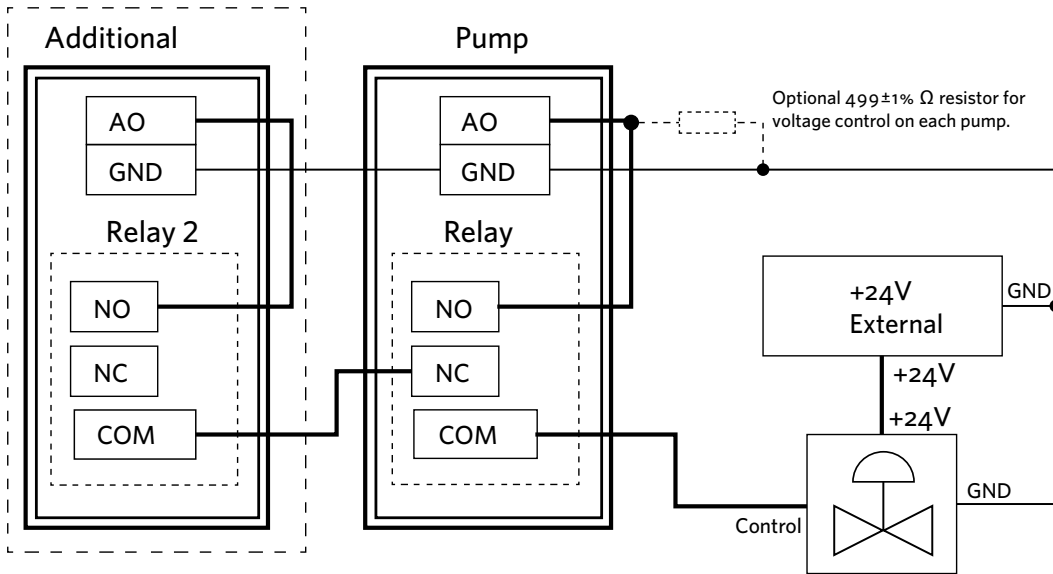 Additional
Pump
AO
GND
AO
GND
Optional 499±1% Ω resistor for
voltage control on each pump.
Relay 2
Relay
NO
NC
COM
NO
NC
COM
+24V
External
GND
+24V
+24V
GND
Control